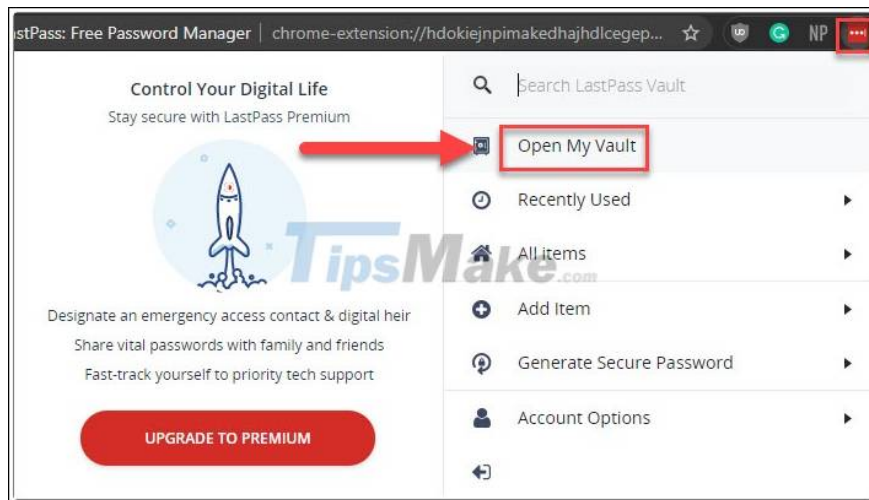 stPass: Free Password Manager | chrome-extension://hdokiejnpimakedhajhdlcegep... NP
Control Your Digital Life
Stay secure with LastPass Premium
Designate an emergency access contact & digital heir
Share vital passwords with family and friends
Fast-track yourself to priority tech support
UPGRADE TO PREMIUM
Search LastPass Vault
Open My Vault
Recently Used
All items
Add Item
Generate Secure Password
Account Options
TipsMake.com